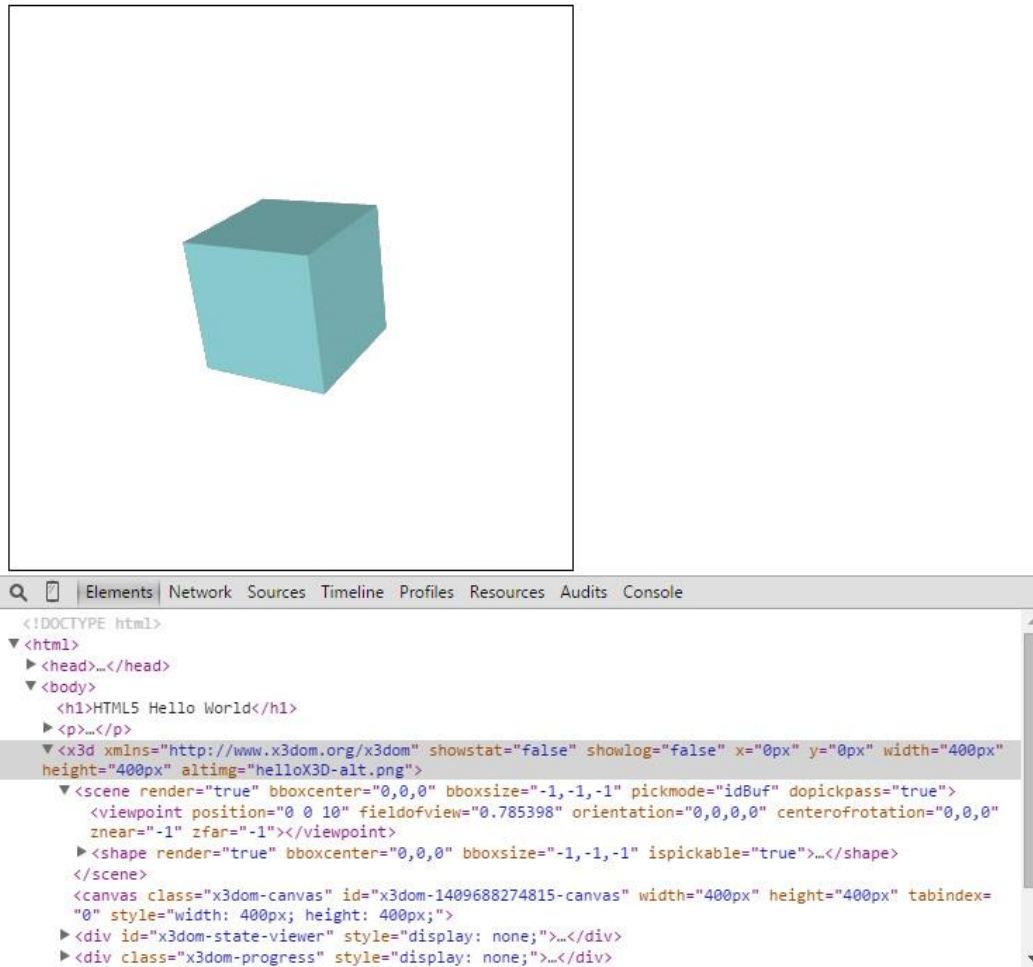 Elements Network Sources Timeline Profiles Resources Audits Console
<!DOCTYPE html>
▼<html>
▶<head>…</head>
▼<body>
<h1>HTML5 Hello World</h1>
▶<p>…</p>
▼<x3d xmlns="http://www.x3dom.org/x3dom" showstat="false" showlog="false" x="0px" y="0px" width="400px"
height="400px" altimg="helloX3D-alt.png">
▼<scene render="true" bboxcenter="0,0,0" bboxsize="-1,-1,-1" pickmode="idBuf" dopickpass="true">
<viewpoint position="0 0 10" fieldofview="0.785398" orientation="0,0,0,0" centerofrotation="0,0,0"
znear="-1" zfar="-1"></viewpoint>
▶<shape render="true" bboxcenter="0,0,0" bboxsize="-1,-1,-1" ispickable="true">…</shape>
</scene>
<canvas class="x3dom-canvas" id="x3dom-1409688274815-canvas" width="400px" height="400px" tabindex=
"0" style="width: 400px; height: 400px;">
▶<div id="x3dom-state-viewer" style="display: none;">…</div>
▶<div class="x3dom-progress" style="display: none;">…</div>